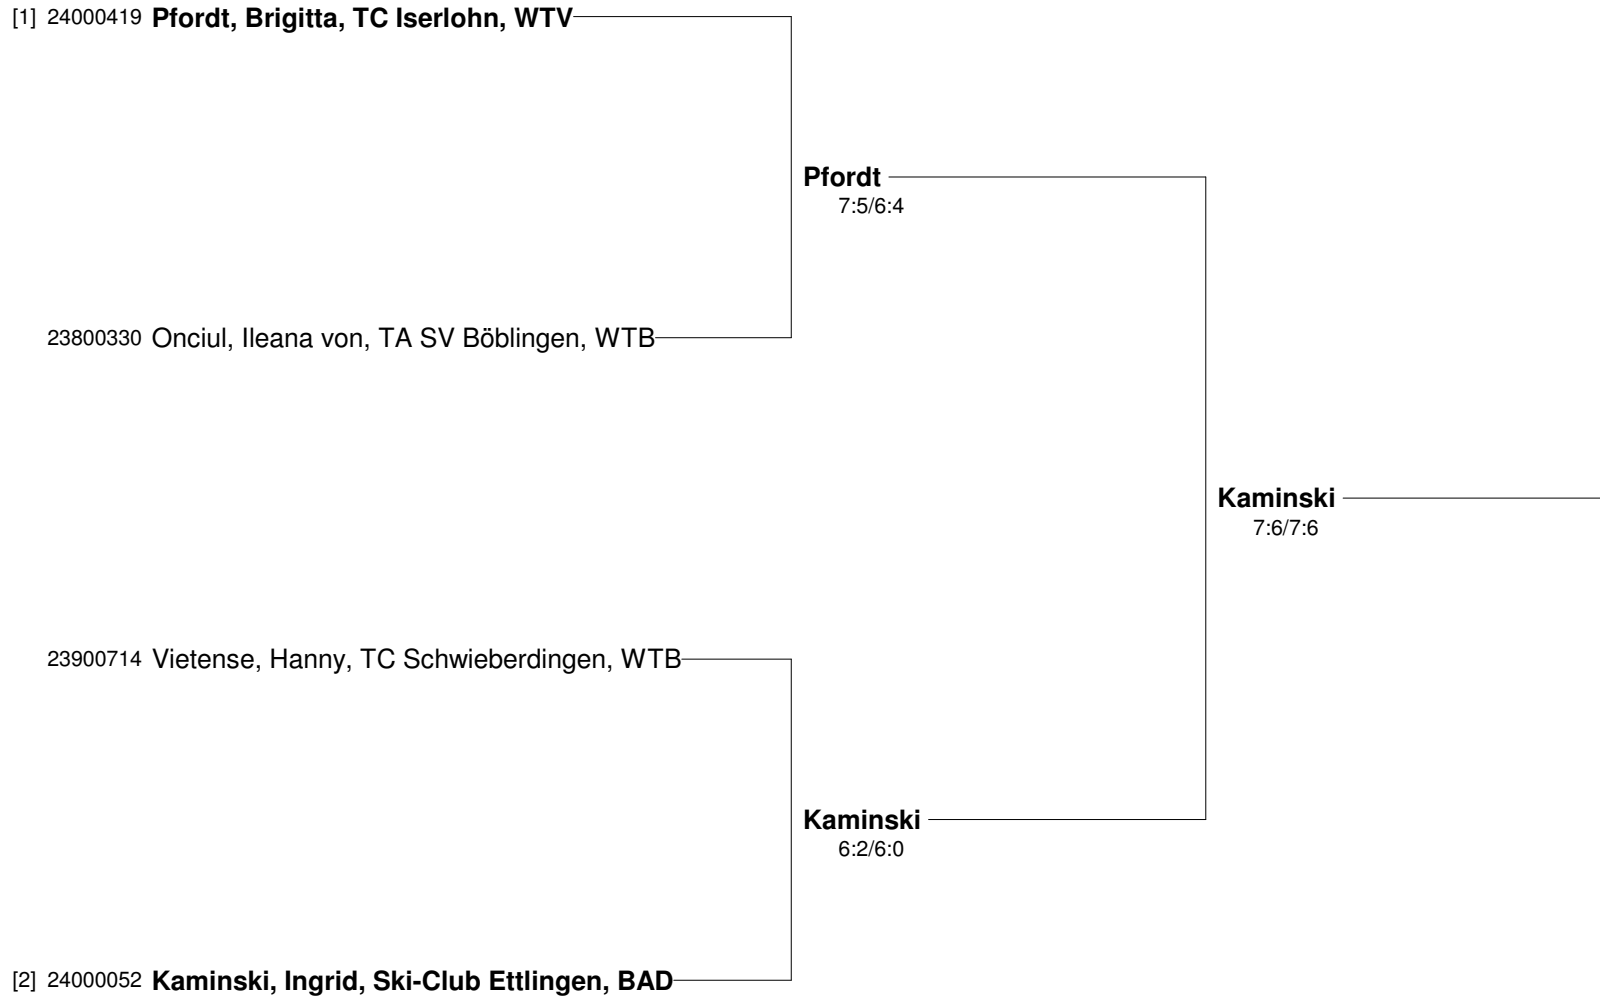 [1] 24000419 Pfordt, Brigitta, TC Iserlohn, WTV
Pfordt
7:5/6:4
23800330 Onciul, Ileana von, TA SV Böblingen, WTB
Kaminski
7:6/7:6
23900714 Vietense, Hanny, TC Schwieberdingen, WTB
Kaminski
6:2/6:0
[2] 24000052 Kaminski, Ingrid, Ski-Club Ettlingen, BAD